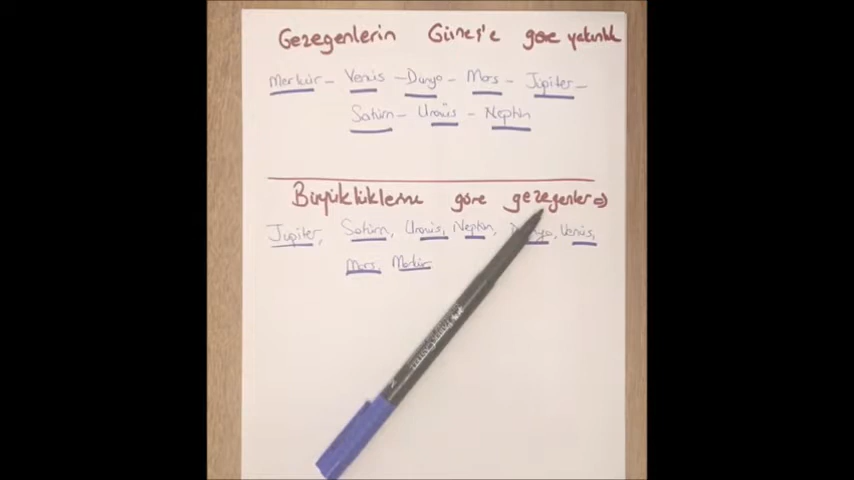 Gezegenlerin Güneş'e göre yakınlık
Merkür - Venüs - Dünya - Mars - Jüpiter -
Satürn - Uranüs - Neptün
Büyüklüklerine göre gezegenler ⇒
Jüpiter, Satürn, Uranüs, Neptün, Dünya, Venüs,
Mars, Merkür